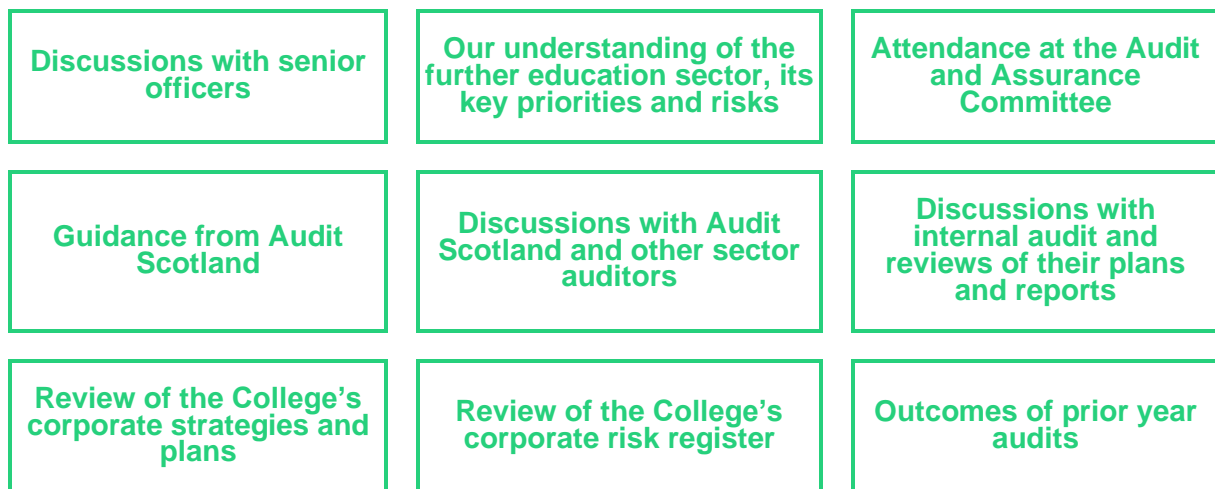 Discussions with senior
officers
Our understanding of the
further education sector, its
key priorities and risks
Attendance at the Audit
and Assurance
Committee
Guidance from Audit
Scotland
Discussions with Audit
Scotland and other sector
auditors
Discussions with
internal audit and
reviews of their plans
and reports
Review of the College’s
corporate strategies and
plans
Review of the College’s
corporate risk register
Outcomes of prior year
audits